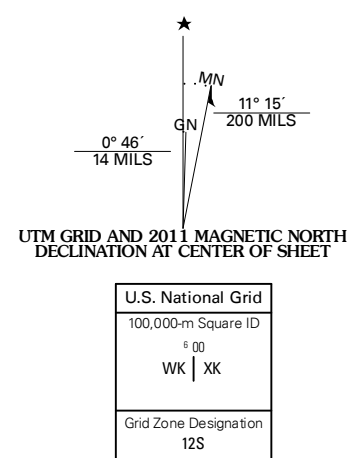 ★
MN
11° 15´
200 MILS
GN
0° 46´
14 MILS
UTM GRID AND 2011 MAGNETIC NORTH
DECLINATION AT CENTER OF SHEET
U.S. National Grid
100,000-m Square ID
6 00
WK | XK
Grid Zone Designation
12S